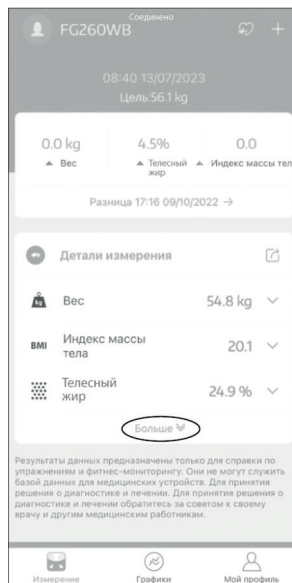 Соединено
FG260WB
08:40 13/07/2023
Цель:56.1 kg
0.0 kg 4.5% 0.0
Вес Телесный жир Индекс массы тел
Разница 17:16 09/10/2022 →
Детали измерения
kg Вес 54.8 kg
BMI Индекс массы тела 20.1
Телесный жир 24.9 %
Больше
Результаты данных предназначены только для справки по
упражнениям и фитнес-мониторингу. Они не могут служить
базой данных для медицинских устройств. Для принятия
решения о диагностике и лечении. Для принятия решения о
диагностике и лечении обратитесь за советом к своему
врачу и другим медицинским работникам.
Измерение Графики Мой профиль